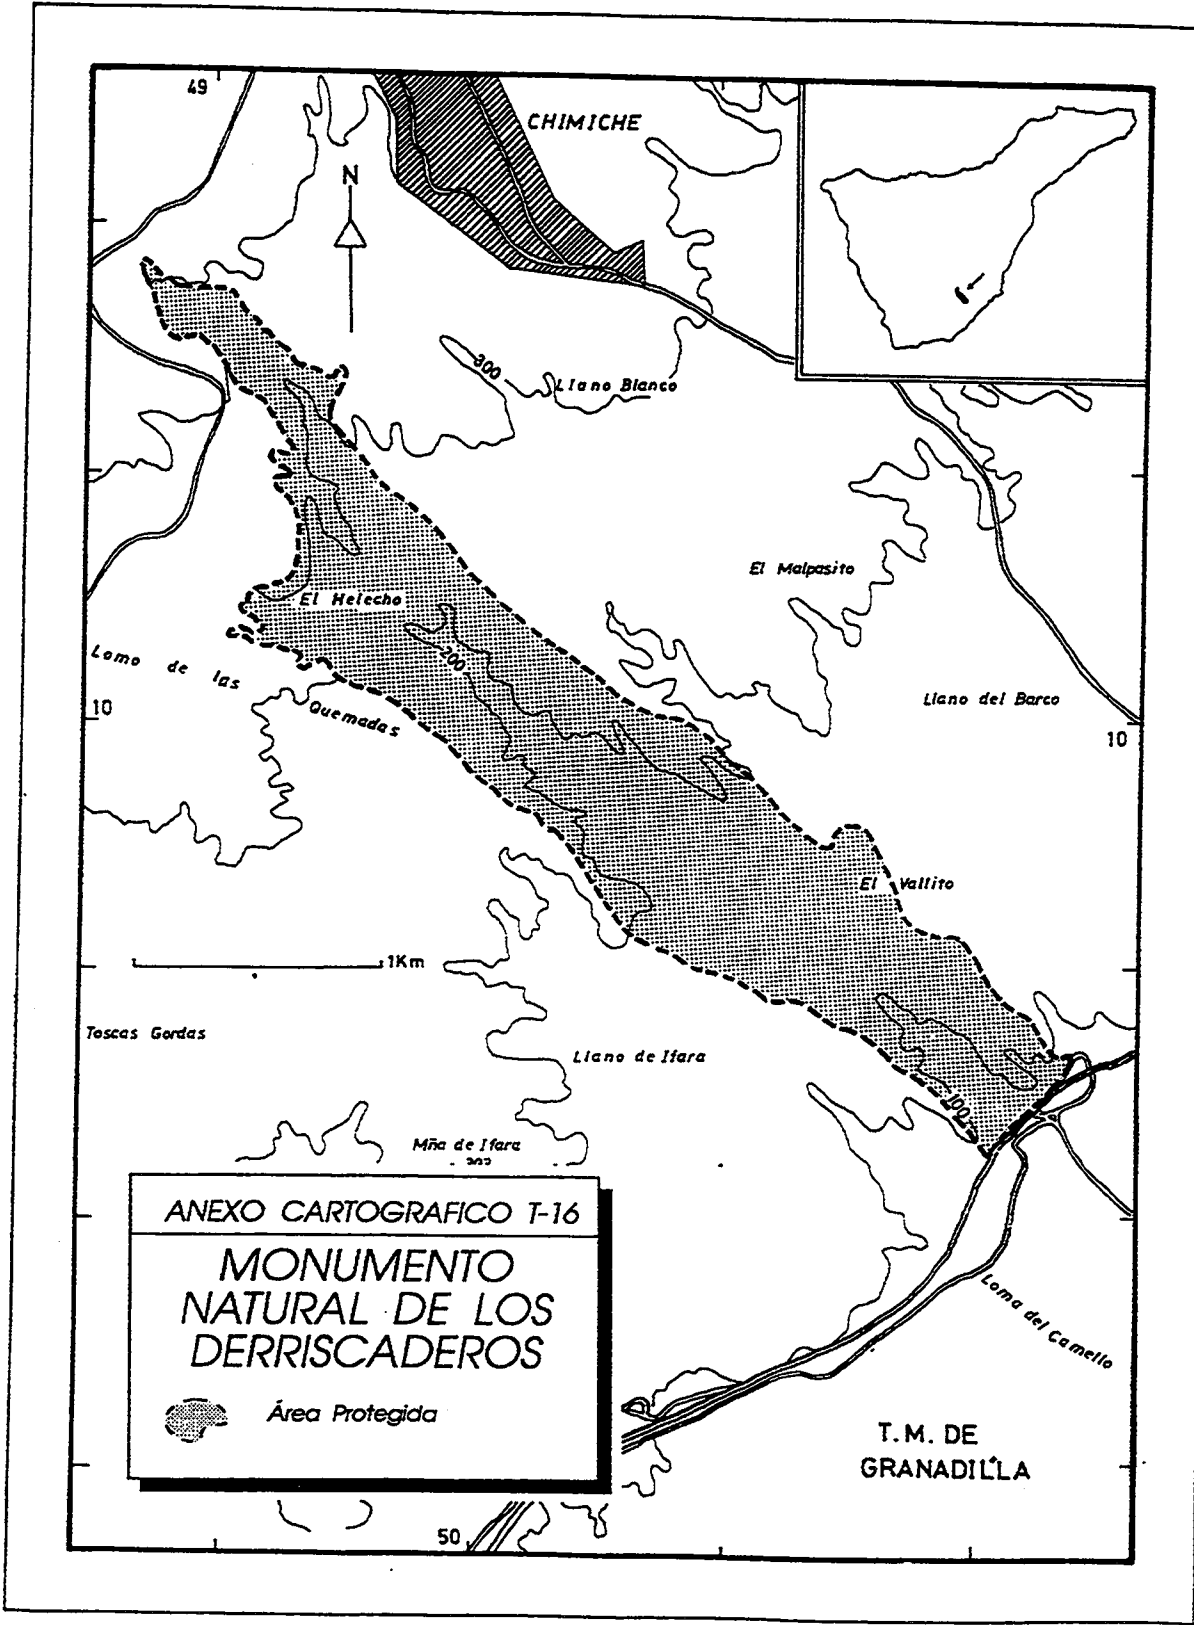 49
CHIMICHE
N
300
Llano Blanco
El Malpasito
El Helecho
200
Lomo de las Quemadas
Llano del Barco
10
10
El Vallito
1Km
Toscas Gordas
Llano de Ifara
100
Mña de Ifara
ANEXO CARTOGRAFICO T-16
MONUMENTO
NATURAL DE LOS
DERRISCADEROS
Área Protegida
Loma del Camello
T.M. DE
GRANADILLA
50